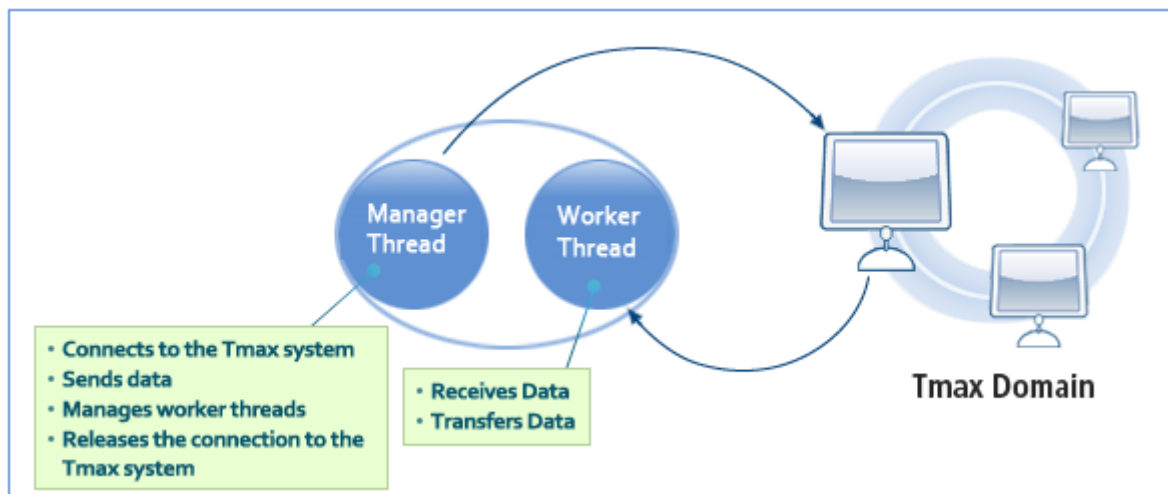 Manager
Thread
Worker
Thread
• Connects to the Tmax system
• Sends data
• Manages worker threads
• Releases the connection to the
Tmax system
• Receives Data
• Transfers Data
Tmax Domain